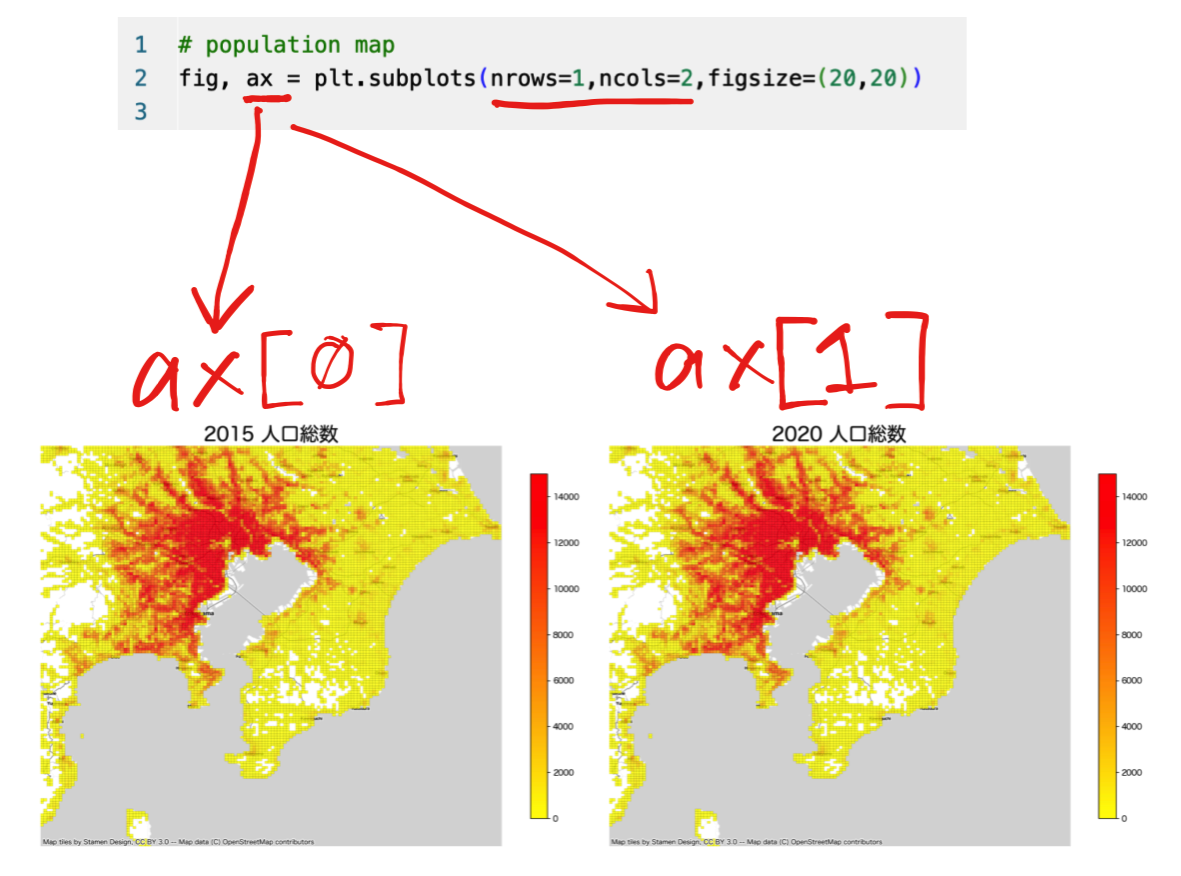 1 # population map
2 fig, ax = plt.subplots(nrows=1,ncols=2,figsize=(20,20))
3
ax[0] ax[1]
2015 人口総数
14000
12000
10000
8000
6000
4000
2000
0
Map tiles by Stamen Design, CC BY 3.0 -- Map data (C) OpenStreetMap contributors
2020 人口総数
14000
12000
10000
8000
6000
4000
2000
0
Map tiles by Stamen Design, CC BY 3.0 -- Map data (C) OpenStreetMap contributors